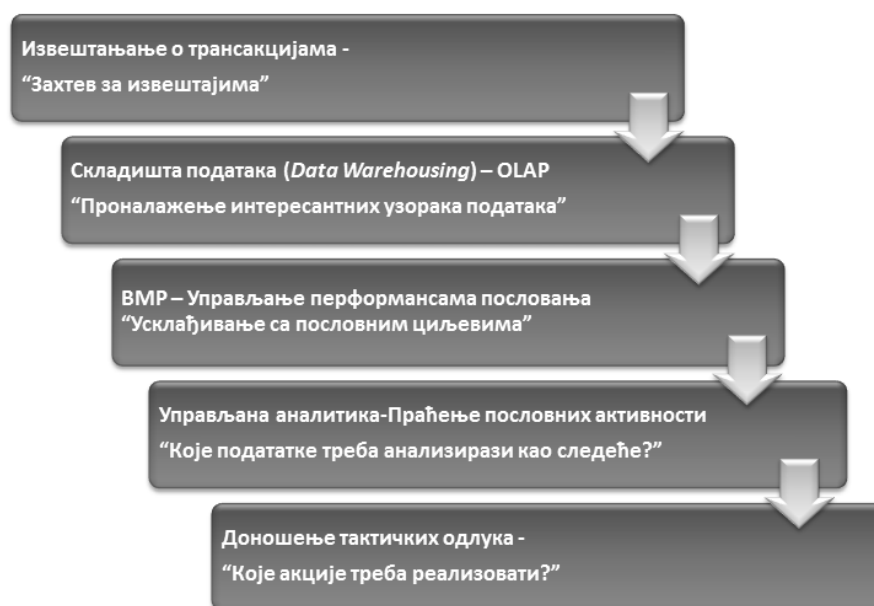 Извештањање о трансакцијама -
“Захтев за извештајима”
Складишта података (Data Warehousing) – OLAP
“Проналажење интересантних узорака података”
BMP – Управљање перформансама пословања
“Усклађивање са пословним циљевима”
Управљана аналитика-Праћење пословних активности
“Које подататке треба анализирази као следеће?”
Доношење тактичких одлука -
“Које акције треба реализовати?”